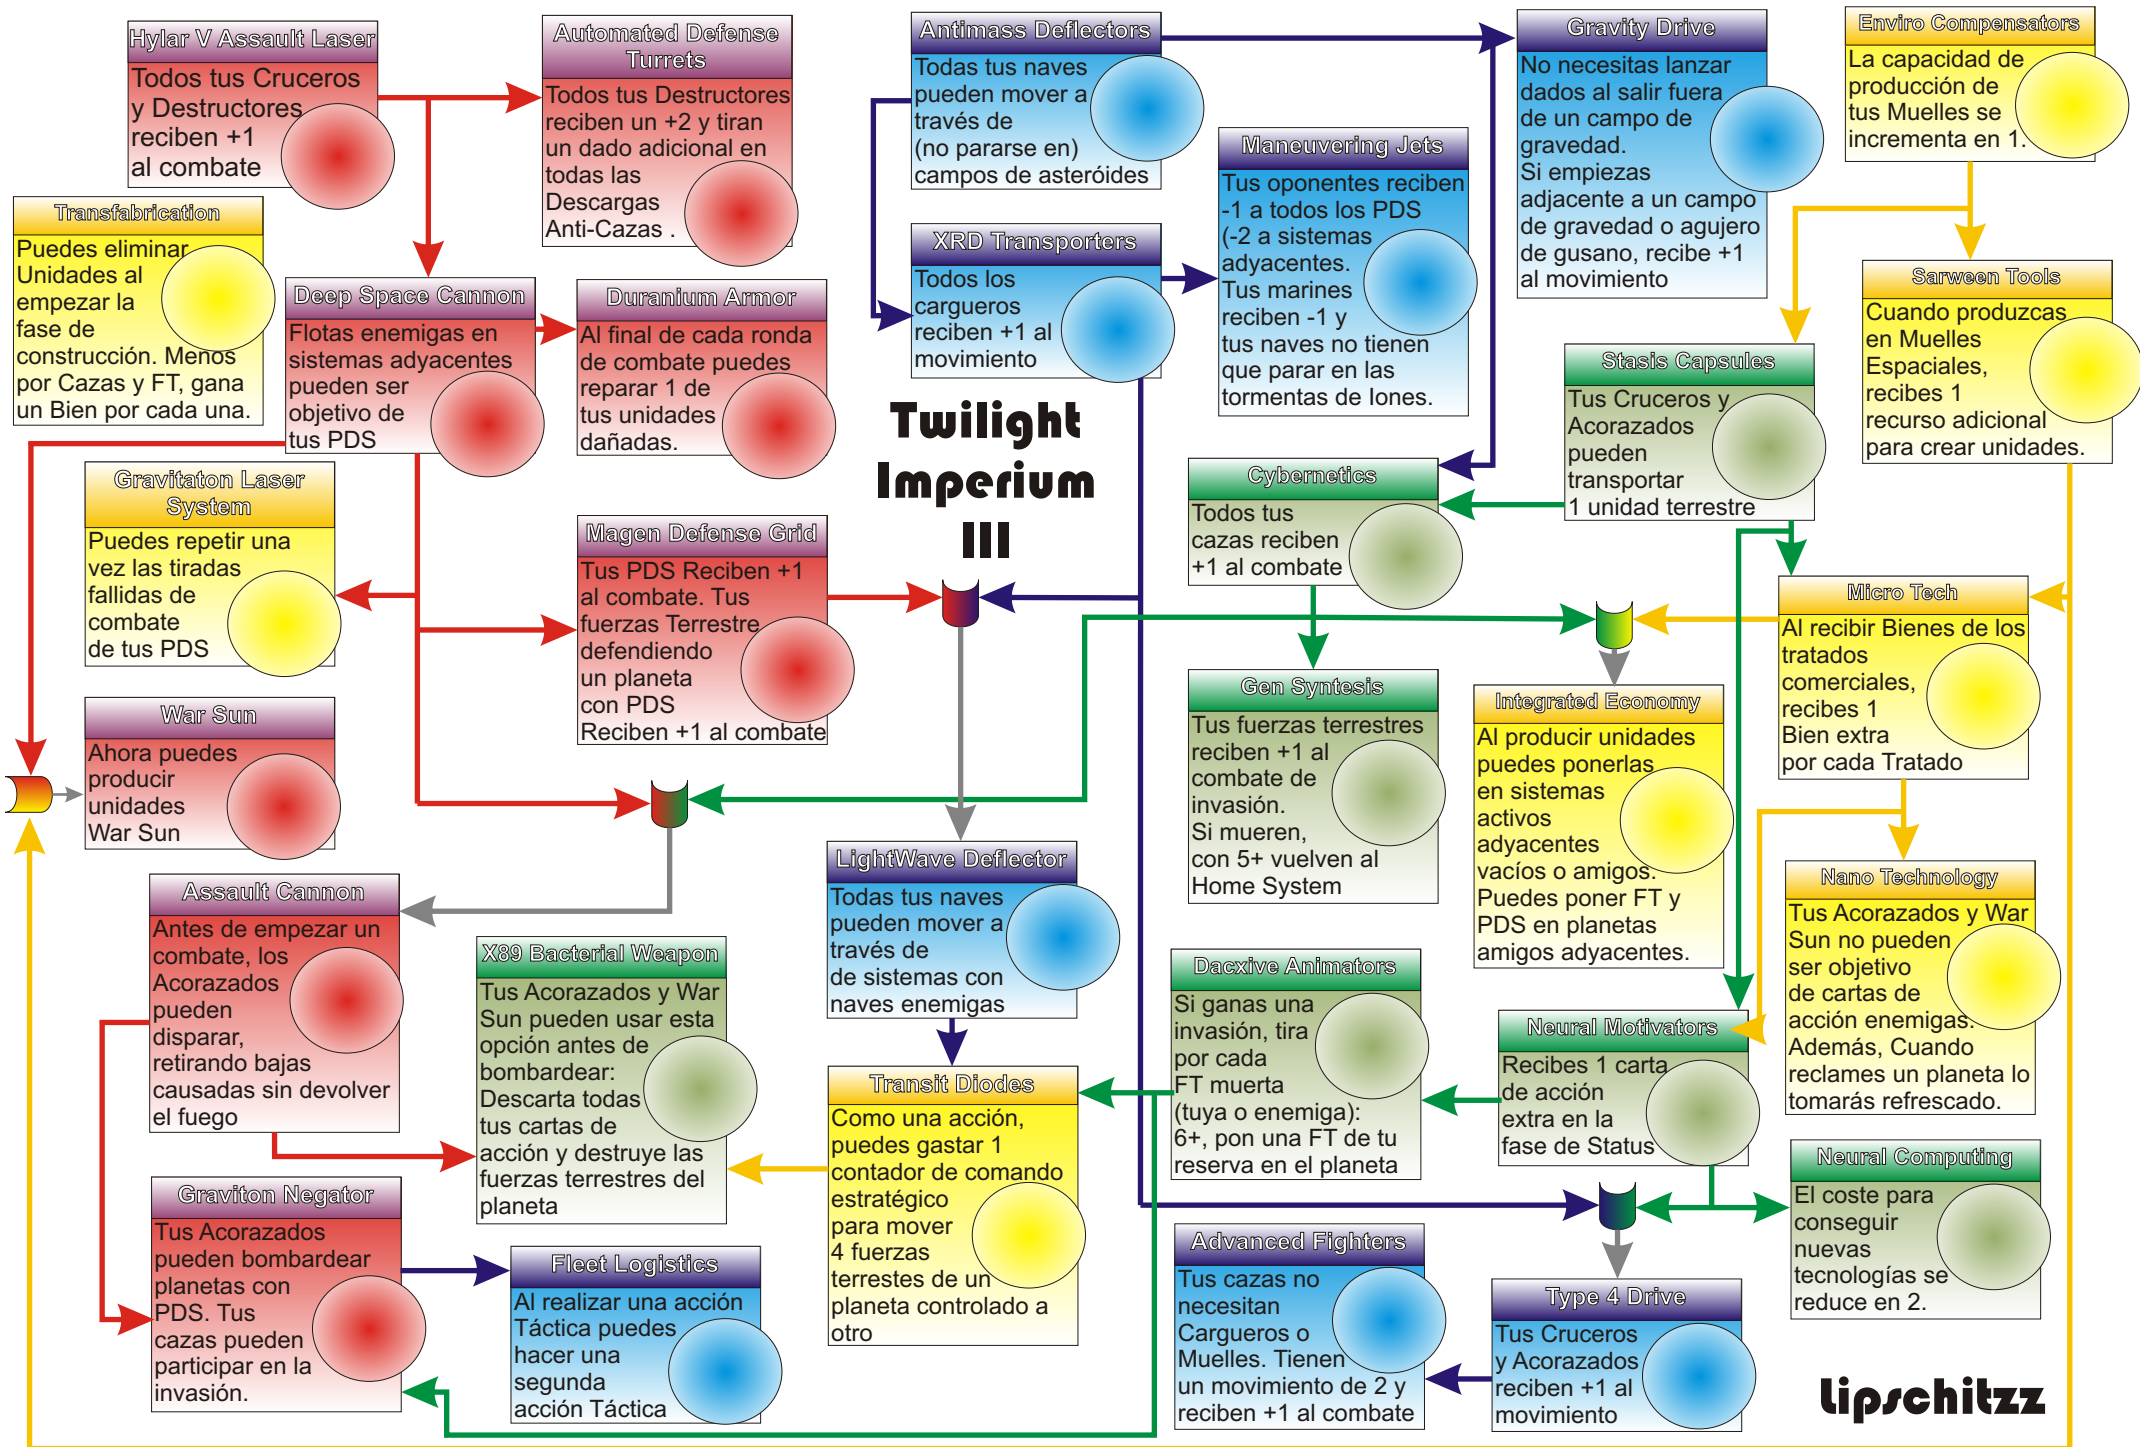 Hylar V Assault Laser
Todos tus Cruceros
y Destructores
reciben +1
al combate
Automated Defense
Turrets
Todos tus Destructores
reciben un +2 y tiran
un dado adicional en
todas las
Descargas
Anti-Cazas .
Antimass Deflectors
Todas tus naves
pueden mover a
través de
(no pararse en)
campos de asteróides
Gravity Drive
No necesitas lanzar
dados al salir fuera
de un campo de
gravedad.
Si empiezas
adjacente a un campo
de gravedad o agujero
de gusano, recibe +1
al movimiento
Enviro Compensators
La capacidad de
producción de
tus Muelles se
incrementa en 1.
Maneuvering Jets
Tus oponentes reciben
-1 a todos los PDS
(-2 a sistemas
adyacentes.
Tus marines
reciben -1 y
tus naves no tienen
que parar en las
tormentas de Iones.
Transfabrication
Puedes eliminar
Unidades al
empezar la
fase de
construcción. Menos
por Cazas y FT, gana
un Bien por cada una.
XRD Transporters
Todos los
cargueros
reciben +1 al
movimiento
Sarween Tools
Cuando produzcas
en Muelles
Espaciales,
recibes 1
recurso adicional
para crear unidades.
Deep Space Cannon
Flotas enemigas en
sistemas adyacentes
pueden ser
objetivo de
tus PDS
Duranium Armor
Al final de cada ronda
de combate puedes
reparar 1 de
tus unidades
dañadas.
Stasis Capsules
Tus Cruceros y
Acorazados
pueden
transportar
1 unidad terrestre
Twilight
Imperium
III
Gravitaton Laser
System
Puedes repetir una
vez las tiradas
fallidas de
combate
de tus PDS
Cybernetics
Todos tus
cazas reciben
+1 al combate
Magen Defense Grid
Tus PDS Reciben +1
al combate. Tus
fuerzas Terrestre
defendiendo
un planeta
con PDS
Reciben +1 al combate
Micro Tech
Al recibir Bienes de los
tratados
comerciales,
recibes 1
Bien extra
por cada Tratado
Gen Syntesis
Tus fuerzas terrestres
reciben +1 al
combate de
invasión.
Si mueren,
con 5+ vuelven al
Home System
Integrated Economy
Al producir unidades
puedes ponerlas
en sistemas
activos
adyacentes
vacíos o amigos.
Puedes poner FT y
PDS en planetas
amigos adyacentes.
War Sun
Ahora puedes
producir
unidades
War Sun
LightWave Deflector
Todas tus naves
pueden mover a
través de
de sistemas con
naves enemigas
Nano Technology
Tus Acorazados y War
Sun no pueden
ser objetivo
de cartas de
acción enemigas.
Además, Cuando
reclames un planeta lo
tomarás refrescado.
Assault Cannon
Antes de empezar un
combate, los
Acorazados
pueden
disparar,
retirando bajas
causadas sin devolver
el fuego
X89 Bacterial Weapon
Tus Acorazados y War
Sun pueden usar esta
opción antes de
bombardear:
Descarta todas
tus cartas de
acción y destruye las
fuerzas terrestres del
planeta
Dacxive Animators
Si ganas una
invasión, tira
por cada
FT muerta
(tuya o enemiga):
6+, pon una FT de tu
reserva en el planeta
Neural Motivators
Recibes 1 carta
de acción
extra en la
fase de Status
Transit Diodes
Como una acción,
puedes gastar 1
contador de comando
estratégico
para mover
4 fuerzas
terrestes de un
planeta controlado a
otro
Neural Computing
El coste para
conseguir
nuevas
tecnologías se
reduce en 2.
Graviton Negator
Tus Acorazados
pueden bombardear
planetas con
PDS. Tus
cazas pueden
participar en la
invasión.
Fleet Logistics
Al realizar una acción
Táctica puedes
hacer una
segunda
acción Táctica
Advanced Fighters
Tus cazas no
necesitan
Cargueros o
Muelles. Tienen
un movimiento de 2 y
reciben +1 al combate
Type 4 Drive
Tus Cruceros
y Acorazados
reciben +1 al
movimiento
Lipschitzz